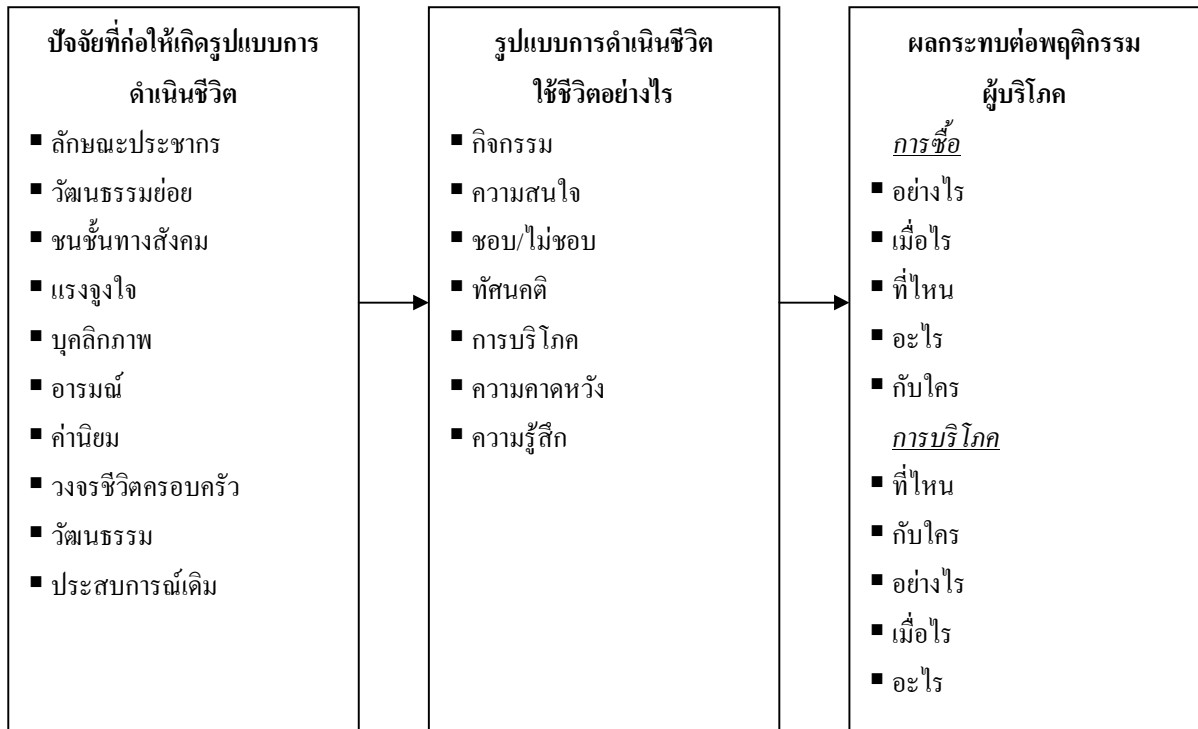 ปัจจัยที่ก่อให้เกิดรูปแบบการ
ดำเนินชีวิต
▪ ลักษณะประชากร
▪ วัฒนธรรมย่อย
▪ ชนชั้นทางสังคม
▪ แรงจูงใจ
▪ บุคลิกภาพ
▪ อารมณ์
▪ ค่านิยม
▪ วงจรชีวิตครอบครัว
▪ วัฒนธรรม
▪ ประสบการณ์เดิม
รูปแบบการดำเนินชีวิต
ใช้ชีวิตอย่างไร
▪ กิจกรรม
▪ ความสนใจ
▪ ชอบ/ไม่ชอบ
▪ ทัศนคติ
▪ การบริโภค
▪ ความคาดหวัง
▪ ความรู้สึก
ผลกระทบต่อพฤติกรรม
ผู้บริโภค
การซื้อ
▪ อย่างไร
▪ เมื่อไร
▪ ที่ไหน
▪ อะไร
▪ กับใคร
การบริโภค
▪ ที่ไหน
▪ กับใคร
▪ อย่างไร
▪ เมื่อไร
▪ อะไร